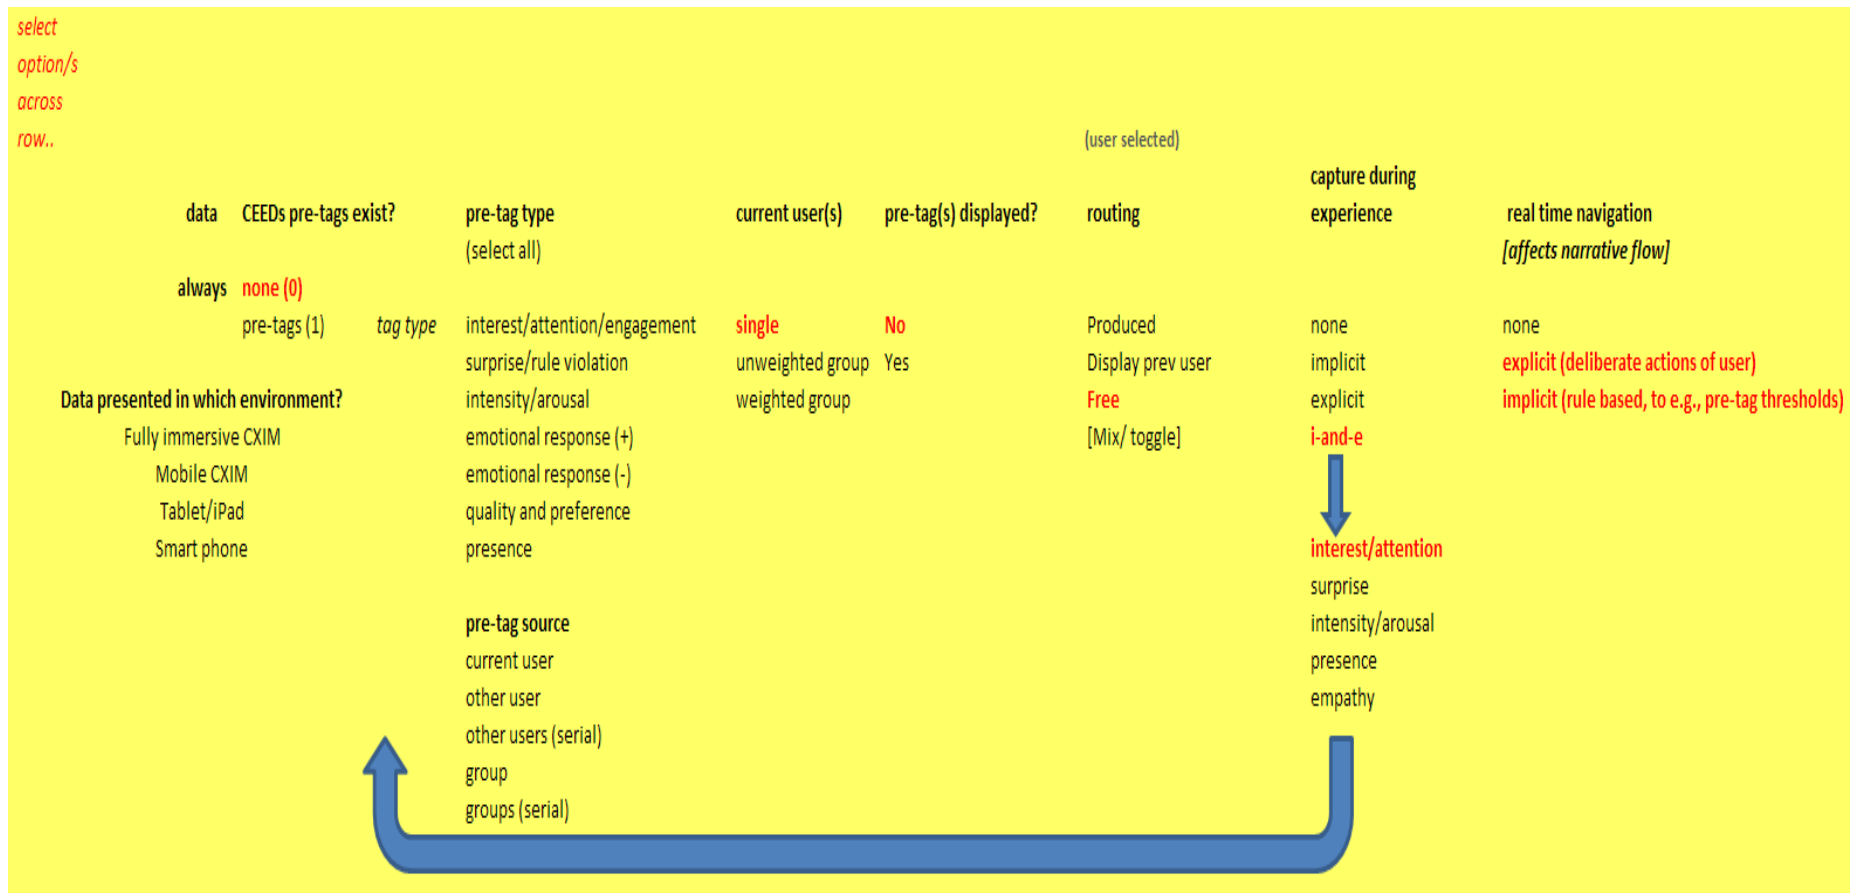 select
option/s
across
row..
(user selected)
capture during
data CEEDs pre-tags exist? pre-tag type current user(s) pre-tag(s) displayed? routing experience real time navigation
(select all) [affects narrative flow]
always none (0)
pre-tags (1) tag type interest/attention/engagement single No Produced none none
surprise/rule violation unweighted group Yes Display prev user implicit explicit (deliberate actions of user)
Data presented in which environment? intensity/arousal weighted group Free explicit implicit (rule based, to e.g., pre-tag thresholds)
Fully immersive CXIM emotional response (+) [Mix/ toggle] i-and-e
Mobile CXIM emotional response (-)
Tablet/iPad quality and preference
Smart phone presence interest/attention
surprise
pre-tag source intensity/arousal
current user presence
other user empathy
other users (serial)
group
groups (serial)